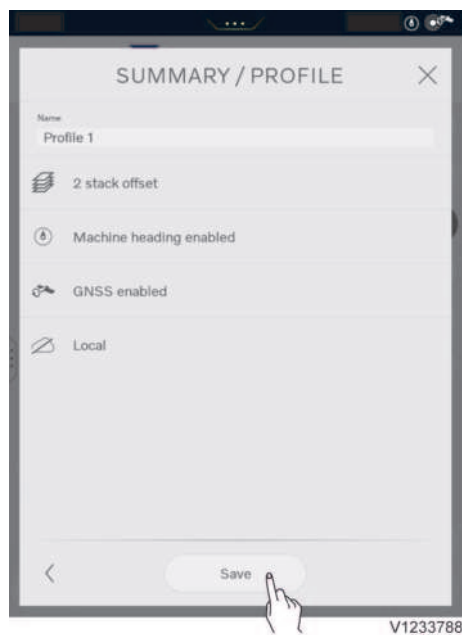 SUMMARY / PROFILE
Name
Profile 1
2 stack offset
Machine heading enabled
GNSS enabled
Local
Save
V1233788